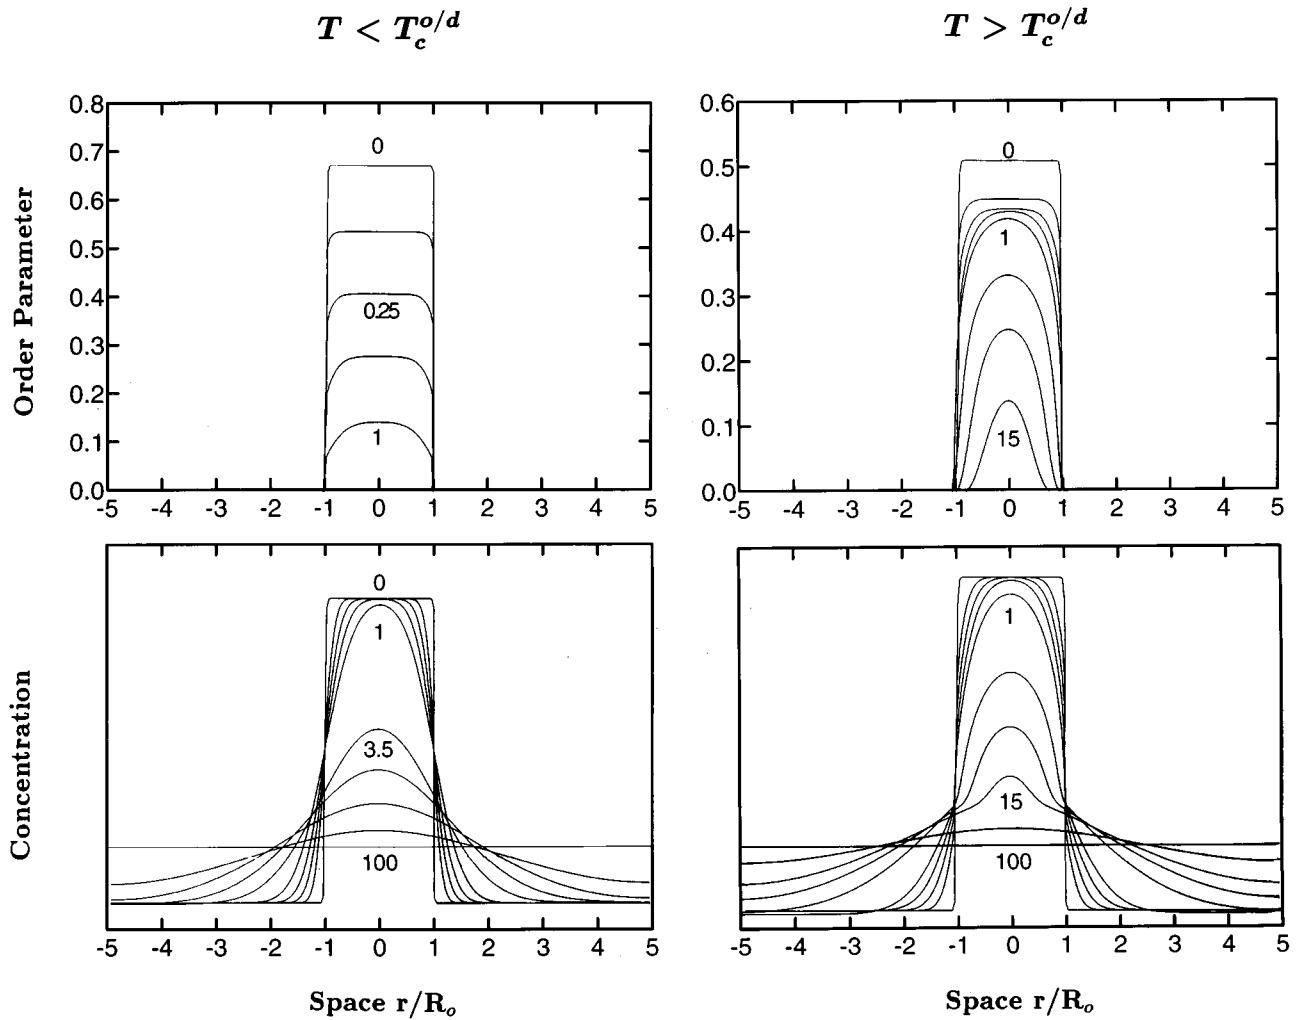 T < T_c^{o/d}
T > T_c^{o/d}
Order Parameter
0.8
0.7
0.6
0.5
0.4
0.3
0.2
0.1
0.0
0
0.25
1
-5 -4 -3 -2 -1 0 1 2 3 4 5
0.6
0.5
0.4
0.3
0.2
0.1
0.0
0
1
15
-5 -4 -3 -2 -1 0 1 2 3 4 5
Concentration
0
1
3.5
100
-5 -4 -3 -2 -1 0 1 2 3 4 5
Space r/R_o
1
15
100
-5 -4 -3 -2 -1 0 1 2 3 4 5
Space r/R_o